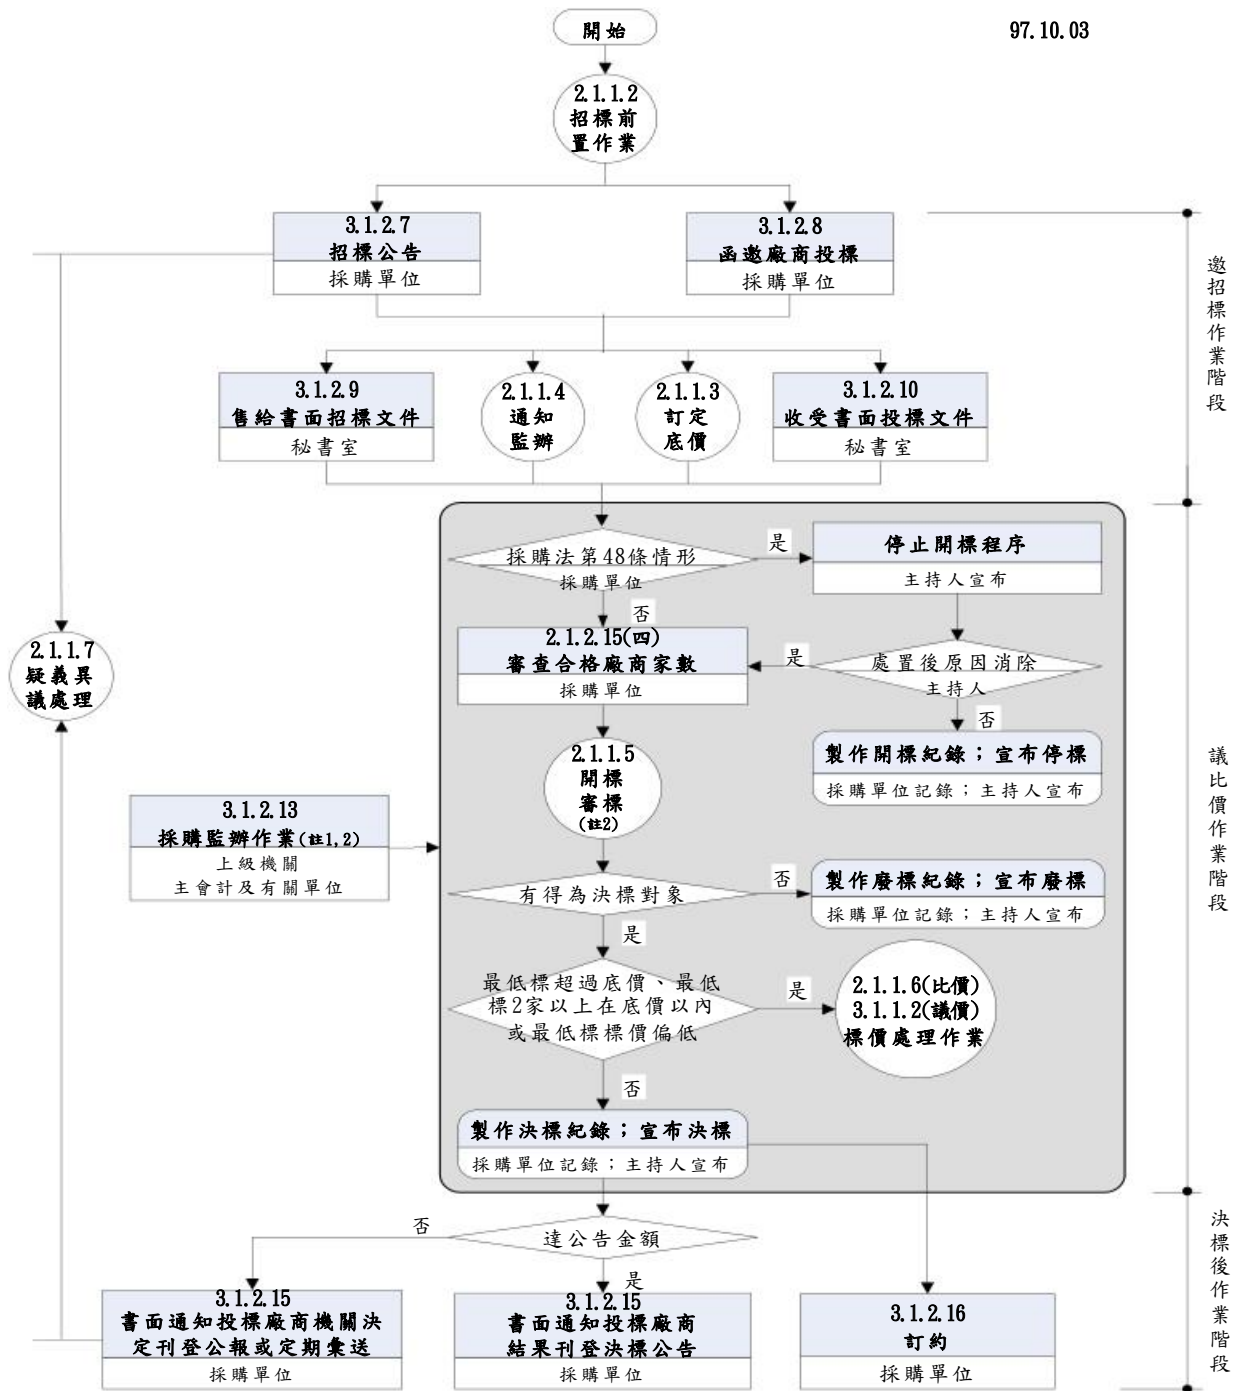 開始
97.10.03
2.1.1.2
招標前
置作業
3.1.2.7
招標公告
採購單位
3.1.2.8
函邀廠商投標
採購單位
邀招標作業階段
3.1.2.9
售給書面招標文件
秘書室
2.1.1.4
通知
監辦
2.1.1.3
訂定
底價
3.1.2.10
收受書面投標文件
秘書室
採購法第48條情形
採購單位
是
停止開標程序
主持人宣布
否
2.1.2.15(四)
審查合格廠商家數
採購單位
是
處置後原因消除
主持人
否
2.1.1.7
疑義異
議處理
製作開標紀錄；宣布停標
採購單位記錄；主持人宣布
2.1.1.5
開標
審標
(註2)
議比價作業階段
3.1.2.13
採購監辦作業(註1,2)
上級機關
主會計及有關單位
有得為決標對象
否
製作廢標紀錄；宣布廢標
採購單位記錄；主持人宣布
是
最低標超過底價、最低
標2家以上在底價以內
或最低標標價偏低
是
2.1.1.6(比價)
3.1.1.2(議價)
標價處理作業
否
製作決標紀錄；宣布決標
採購單位記錄；主持人宣布
達公告金額
否
是
決標後作業階段
3.1.2.15
書面通知投標廠商機關決
定刊登公報或定期彙送
採購單位
3.1.2.15
書面通知投標廠商
結果刊登決標公告
採購單位
3.1.2.16
訂約
採購單位